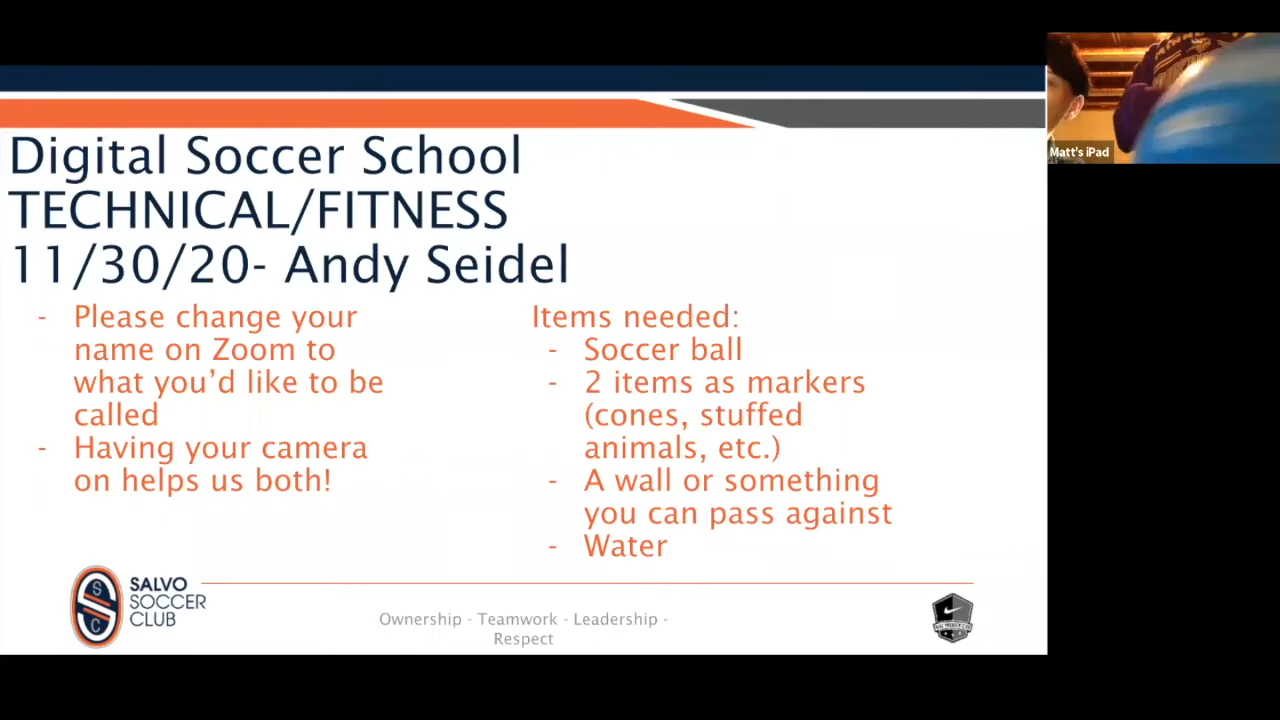 Digital Soccer School
TECHNICAL/FITNESS
11/30/20- Andy Seidel
- Please change your
name on Zoom to
what you'd like to be
called
- Having your camera
on helps us both!
Items needed:
- Soccer ball
- 2 items as markers
(cones, stuffed
animals, etc.)
- A wall or something
you can pass against
- Water
S
S
C
SALVO
SOCCER
CLUB
Ownership - Teamwork - Leadership -
Respect
Matt's iPad